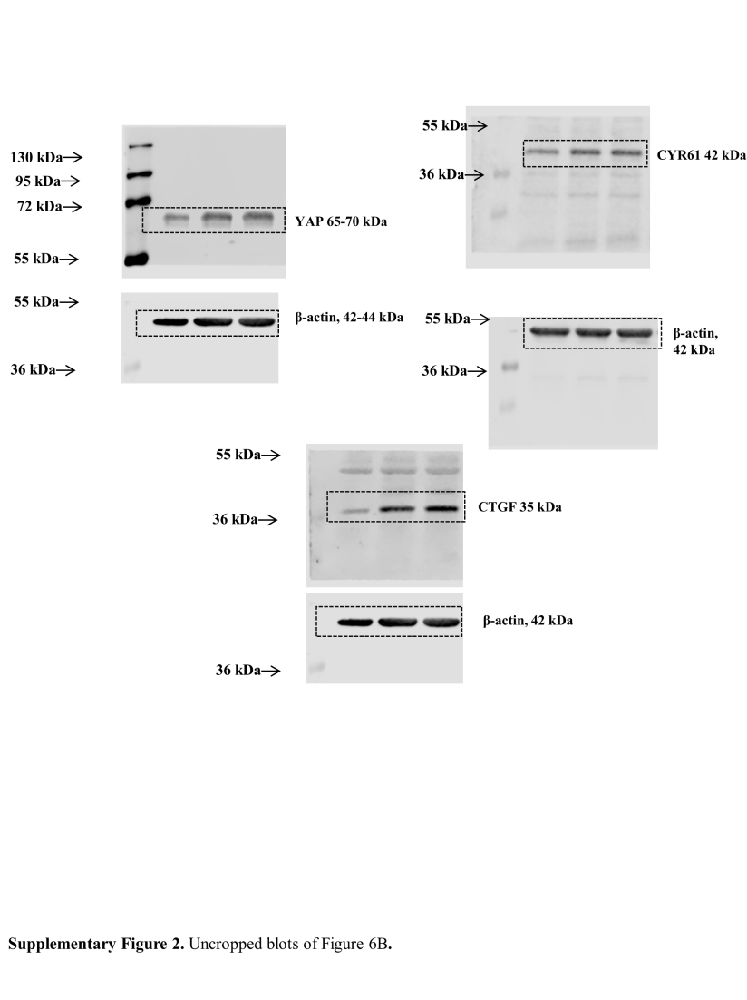 130 kDa→
95 kDa→
72 kDa→
55 kDa→
YAP 65-70 kDa
55 kDa→
36 kDa→
β-actin, 42-44 kDa
55 kDa→
36 kDa→
CYR61 42 kDa
55 kDa→
36 kDa→
β-actin,
42 kDa
55 kDa→
36 kDa→
CTGF 35 kDa
β-actin, 42 kDa
36 kDa→
Supplementary Figure 2. Uncropped blots of Figure 6B.